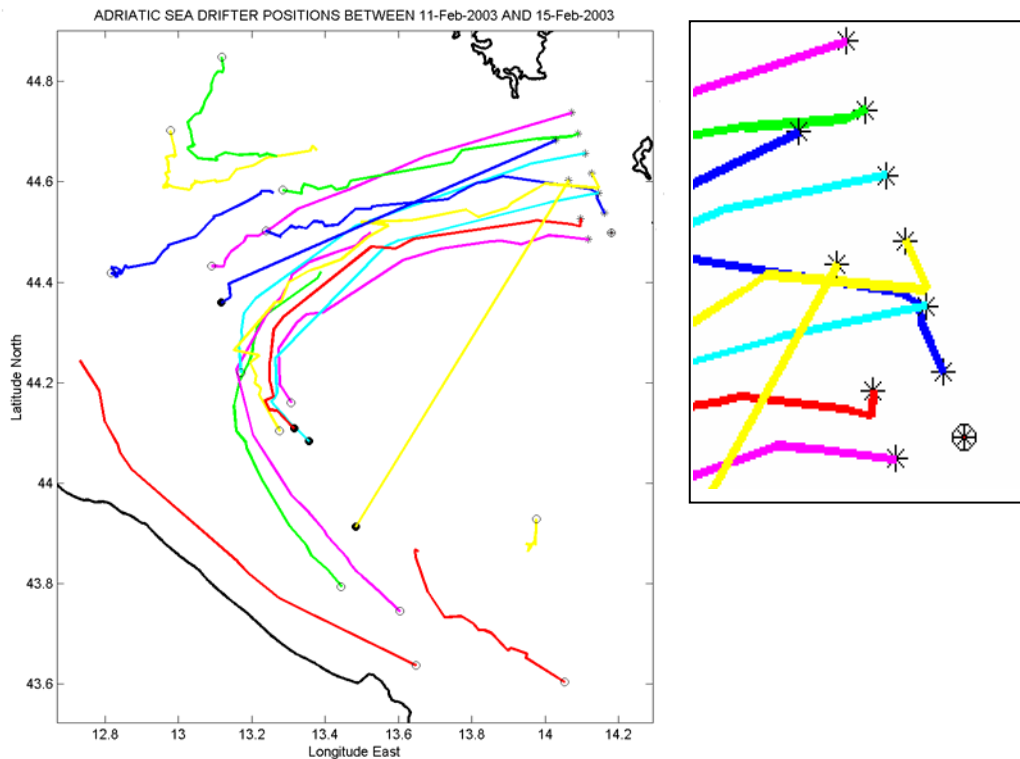 ADRIATIC SEA DRIFTER POSITIONS BETWEEN 11-Feb-2003 AND 15-Feb-2003
44.8
44.6
44.4
44.2
44
43.8
43.6
Latitude North
12.8 13 13.2 13.4 13.6 13.8 14 14.2
Longitude East